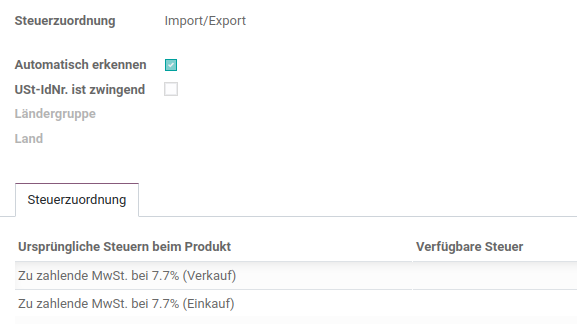 Steuerzuordnung Import/Export
Automatisch erkennen
USt-IdNr. ist zwingend
Ländergruppe
Land
Steuerzuordnung
Ursprüngliche Steuern beim Produkt Verfügbare Steuer
Zu zahlende MwSt. bei 7.7% (Verkauf)
Zu zahlende MwSt. bei 7.7% (Einkauf)